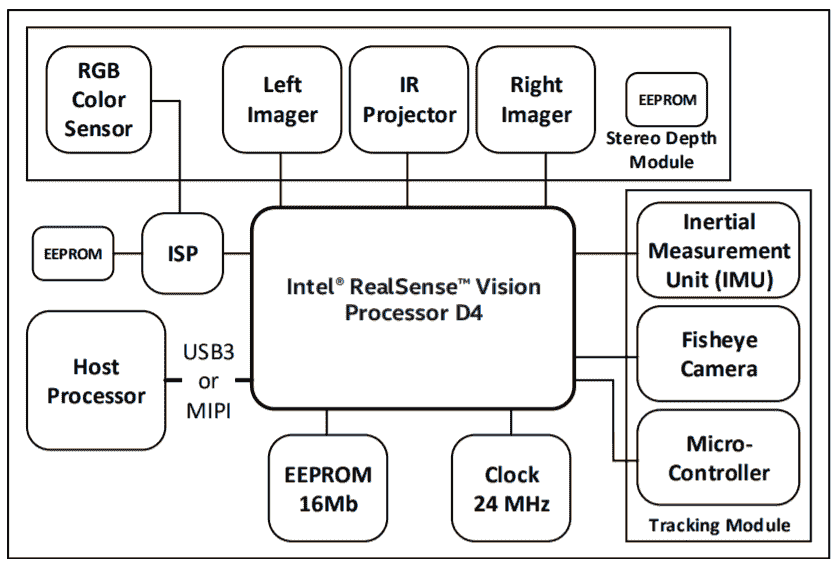 RGB
Color
Sensor
Left
Imager
IR
Projector
Right
Imager
EEPROM
Stereo Depth
Module
EEPROM
ISP
Intel® RealSense™ Vision
Processor D4
Inertial
Measurement
Unit (IMU)
Fisheye
Camera
Micro-
Controller
Tracking Module
Host
Processor
USB3
or
MIPI
EEPROM
16Mb
Clock
24 MHz